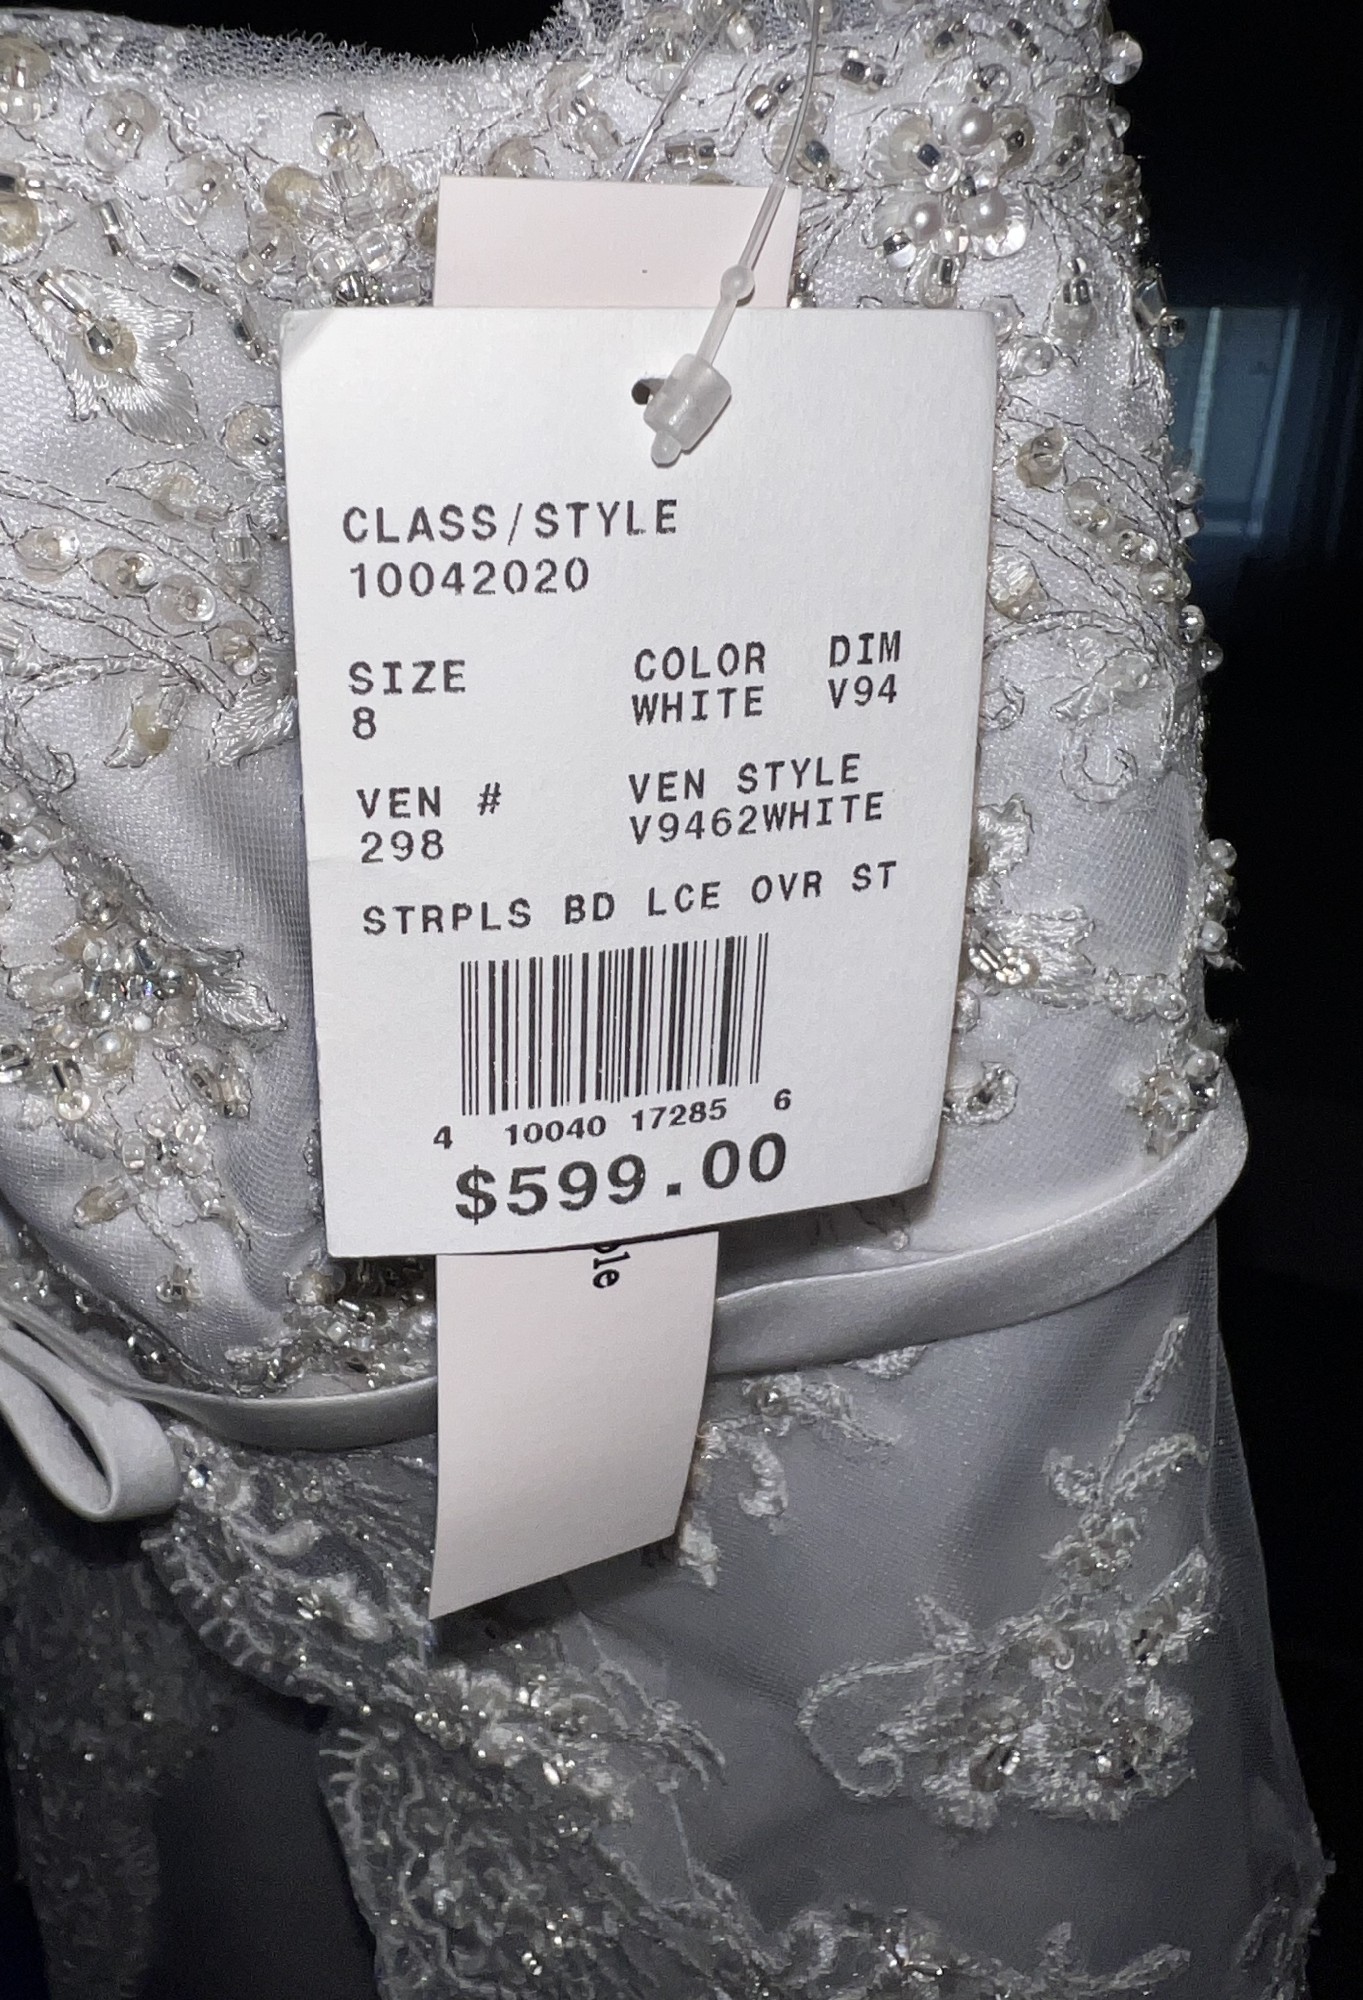 CLASS/STYLE
10042020
SIZE COLOR DIM
8 WHITE V94
VEN # VEN STYLE
298 V9462WHITE
STRPLS BD LCE OVR ST
4 10040 17285 6
$599.00